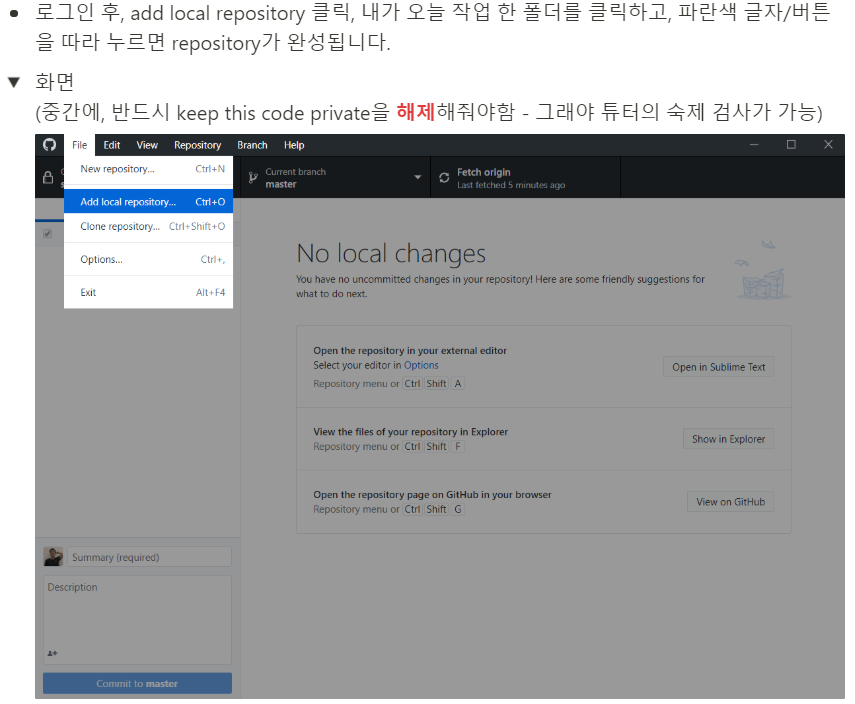 로그인 후, add local repository 클릭, 내가 오늘 작업 한 폴더를 클릭하고, 파란색 글자/버튼
을 따라 누르면 repository가 완성됩니다.
화면
(중간에, 반드시 keep this code private을 해제해줘야함 - 그래야 튜터의 숙제 검사가 가능)
File Edit View Repository Branch Help
New repository... Ctrl+N
Add local repository... Ctrl+O
Clone repository... Ctrl+Shift+O
Options... Ctrl+,
Exit Alt+F4
Current branch
master
Fetch origin
Last fetched 5 minutes ago
No local changes
You have no uncommitted changes in your repository! Here are some friendly suggestions for
what to do next.
Open the repository in your external editor
Select your editor in Options
Repository menu or Ctrl Shift A
Open in Sublime Text
View the files of your repository in Explorer
Repository menu or Ctrl Shift F
Show in Explorer
Open the repository page on GitHub in your browser
Repository menu or Ctrl Shift G
View on GitHub
Summary (required)
Description
Commit to master